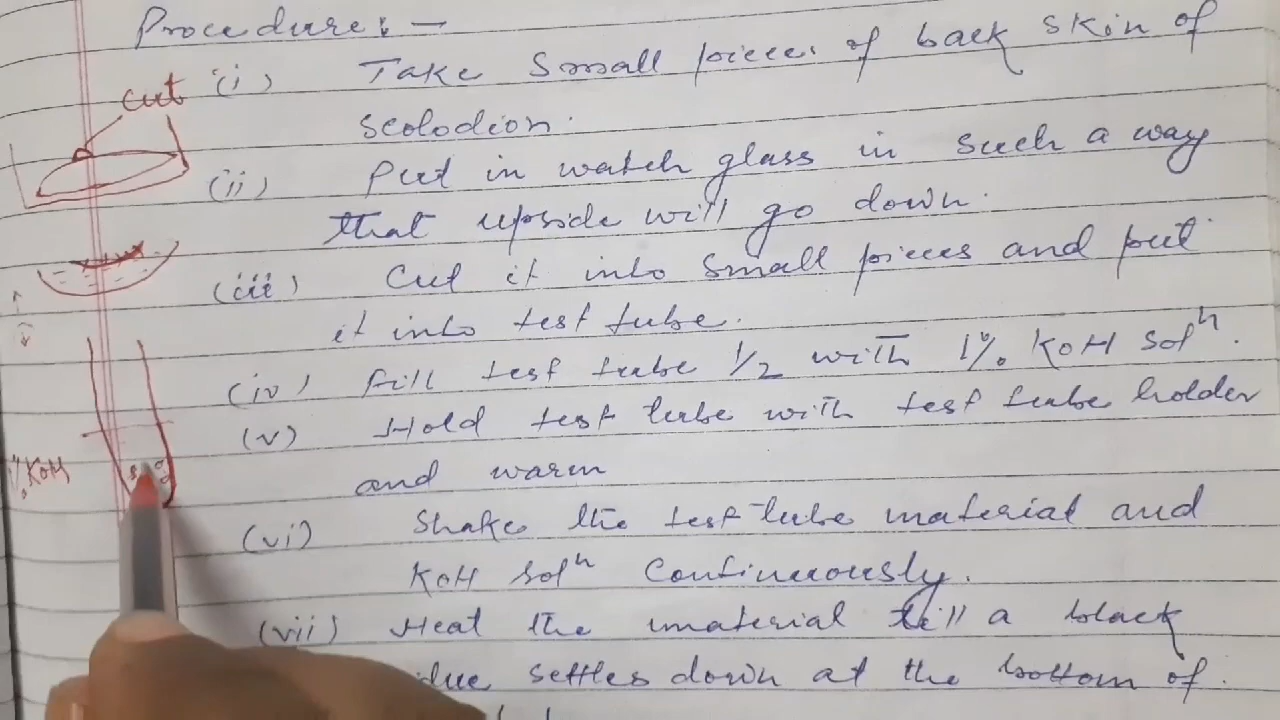 Procedure: -
cut (i) Take small pieces of back skin of
scolodion.
(ii) Put in watch glass in such a way
that upside will go down.
(iii) Cut it into small pieces and put
it into test tube.
(iv) fill test tube 1/2 with 1% KOH solⁿ.
(v) Hold test tube with test tube holder
%KOH and warm
(vi) Shake the test tube material and
KOH solⁿ continuously.
(vii) Heat the material till a black
due settles down at the bottom of